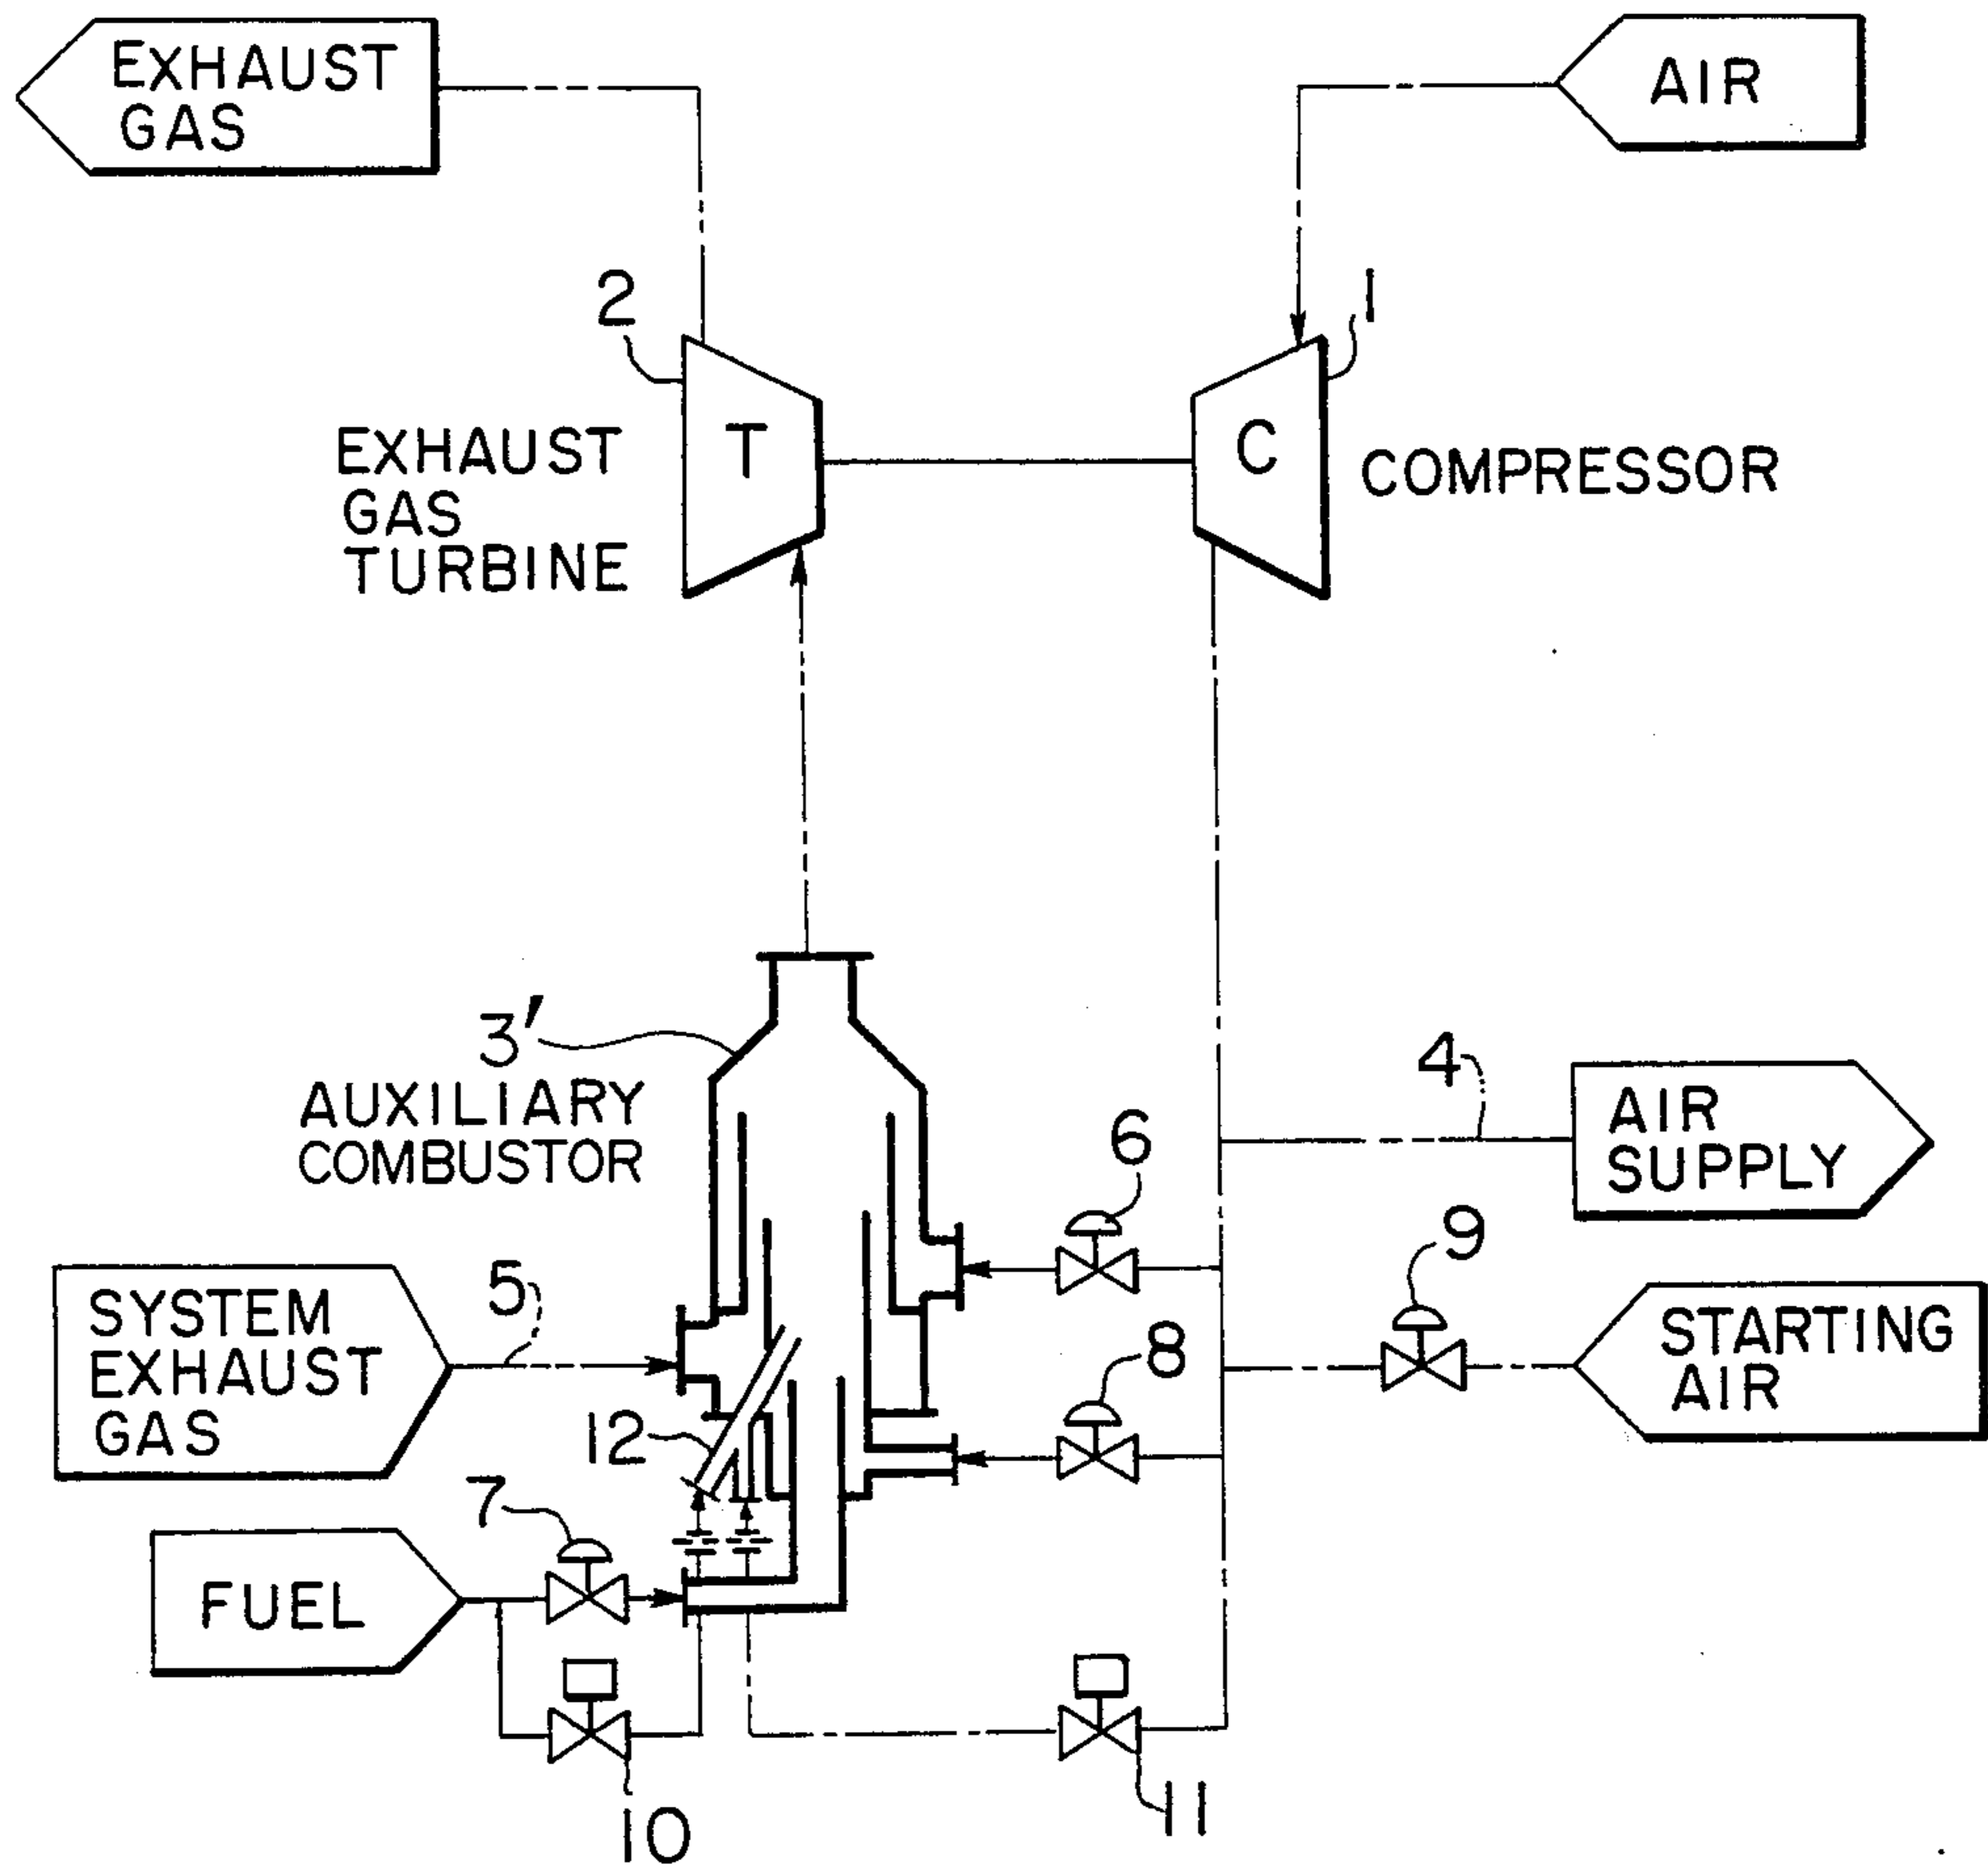 EXHAUST
GAS
AIR
2
1
T
C
EXHAUST
GAS
TURBINE
COMPRESSOR
3'
AUXILIARY
COMBUSTOR
4
AIR
SUPPLY
6
9
5
SYSTEM
EXHAUST
GAS
STARTING
AIR
8
12
7
FUEL
10
11